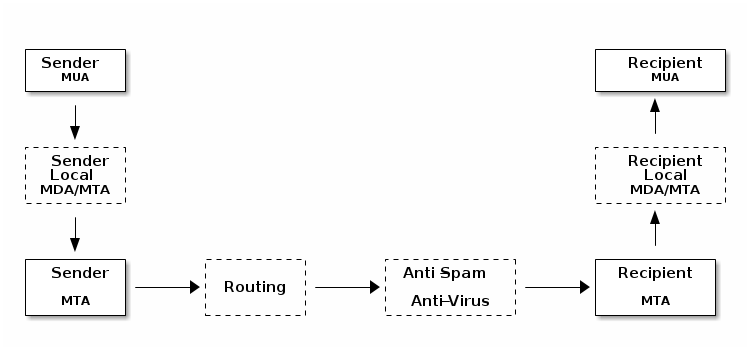 Sender
MUA
Recipient
MUA
Sender
Local
MDA/MTA
Recipient
Local
MDA/MTA
Sender
MTA
Routing
Anti Spam
Anti-Virus
Recipient
MTA